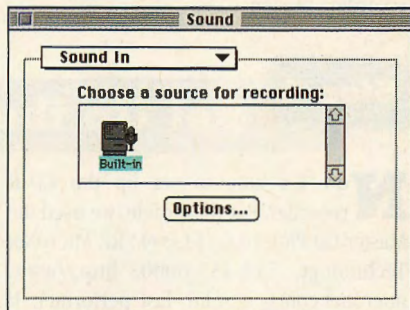 Sound
Sound In
Choose a source for recording:
Built-in
Options...